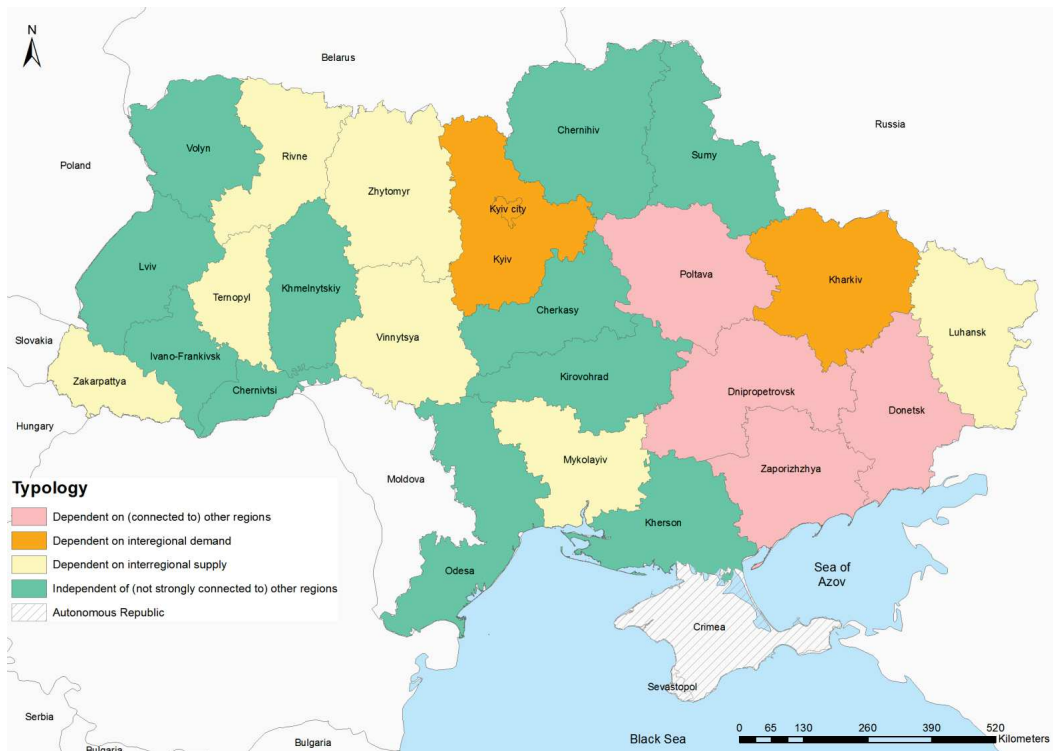 N
Belarus
Russia
Poland
Volyn
Rivne
Zhytomyr
Chernihiv
Sumy
Kyiv city
Kyiv
Lviv
Ternopyl
Khmelnytskiy
Poltava
Kharkiv
Cherkasy
Vinnytsya
Luhansk
Slovakia
Ivano-Frankivsk
Zakarpattya
Chernivtsi
Kirovohrad
Dnipropetrovsk
Donetsk
Hungary
Mykolayiv
Zaporizhzhya
Moldova
Kherson
Odesa
Sea of
Azov
Crimea
Sevastopol
Typology
Dependent on (connected to) other regions
Dependent on interregional demand
Dependent on interregional supply
Independent of (not strongly connected to) other regions
Autonomous Republic
Serbia
Bulgaria
Bulgaria
Black Sea
0 65 130 260 390 520
Kilometers